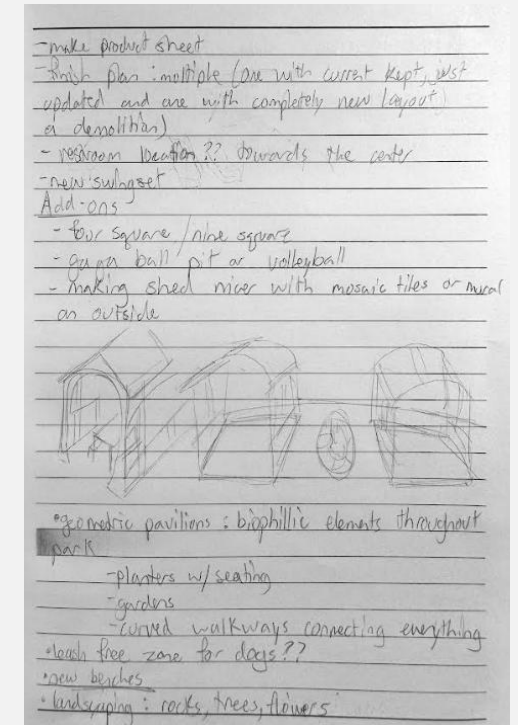 - make product sheet
- finish plan : multiple (one with current kept, just
updated and one with completely new layout)
a demolition)
- restroom location?? towards the center
- new swingset
Add-ons
- four square / nine square
- gaga ball pit or volleyball
- making shed nicer with mosaic tiles or mural
on outside
• geometric pavilions : biophillic elements throughout
park
- planters w/ seating
- gardens
- curved walkways connecting everything
• leash free zone for dogs??
• new benches
• landscaping : rocks, trees, flowers